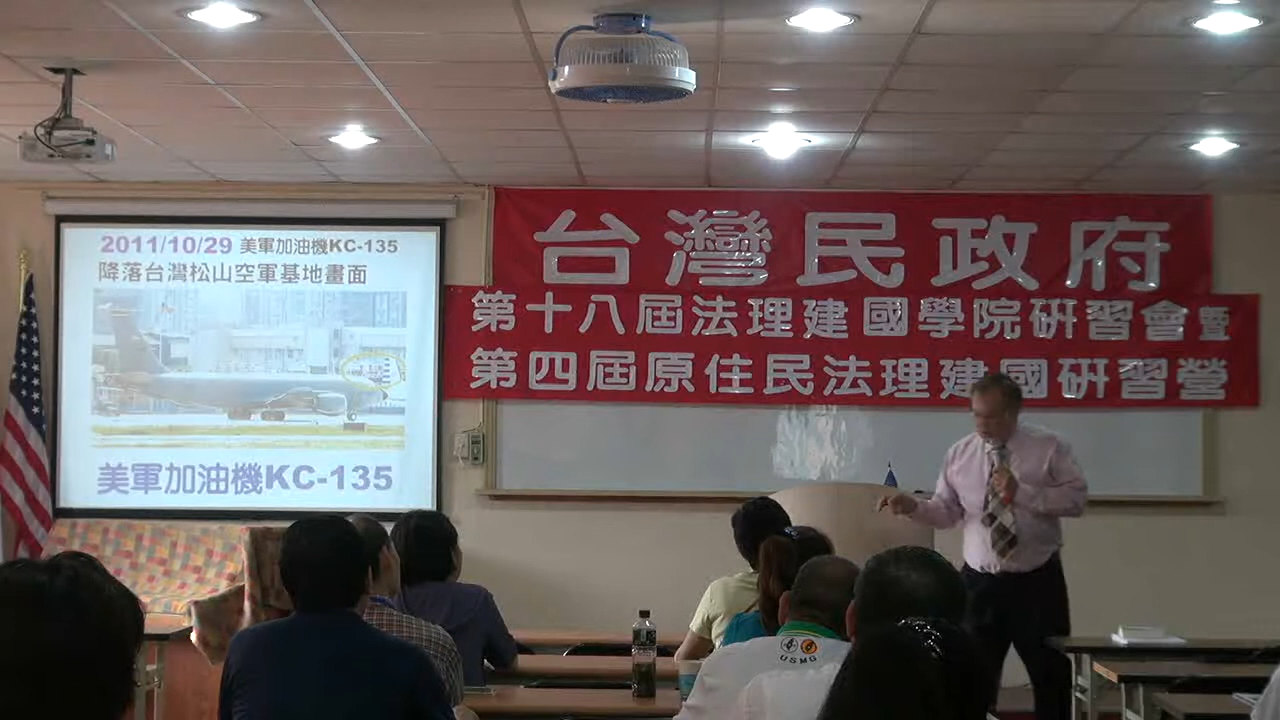 2011/10/29 美軍加油機KC-135
降落台灣松山空軍基地畫面
美軍加油機KC-135
台灣民政府
第十八屆法理建國學院研習會暨
第四屆原住民法理建國研習營
USMG